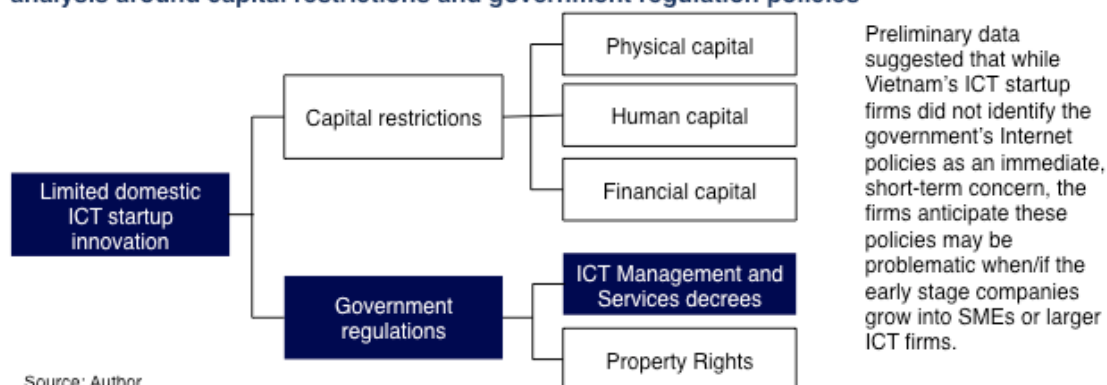 analysis around capital restrictions and government regulation policies
Physical capital
Capital restrictions
Human capital
Financial capital
Limited domestic
ICT startup
innovation
Government
regulations
ICT Management and
Services decrees
Property Rights
Preliminary data
suggested that while
Vietnam's ICT startup
firms did not identify the
government's Internet
policies as an immediate,
short-term concern, the
firms anticipate these
policies may be
problematic when/if the
early stage companies
grow into SMEs or larger
ICT firms.
Source: Author